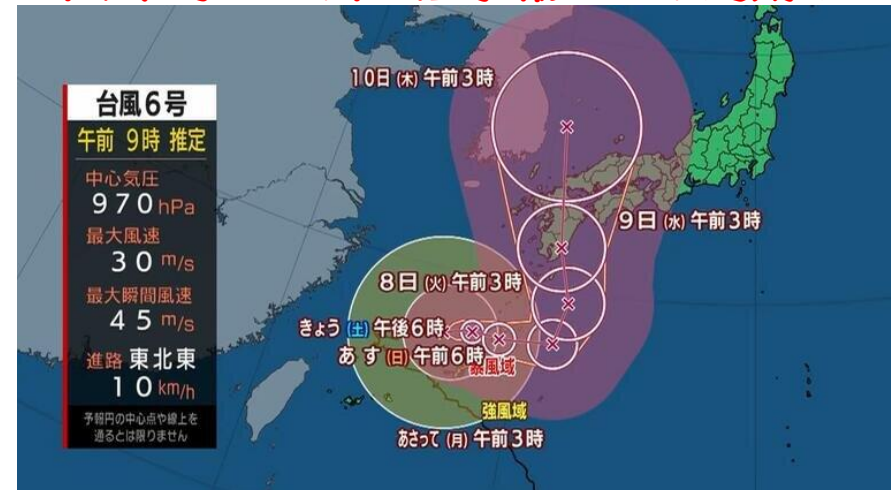 台風6号
午前 9時 推定
中心気圧
970hPa
最大風速
30m/s
最大瞬間風速
45m/s
進路 東北東
10km/h
予報円の中心点や線上を
通るとは限りません
10日(木)午前3時
9日(水)午前3時
8日(火)午前3時
きょう(土)午後6時
あす(日)午前6時
暴風域
強風域
あさって(月)午前3時